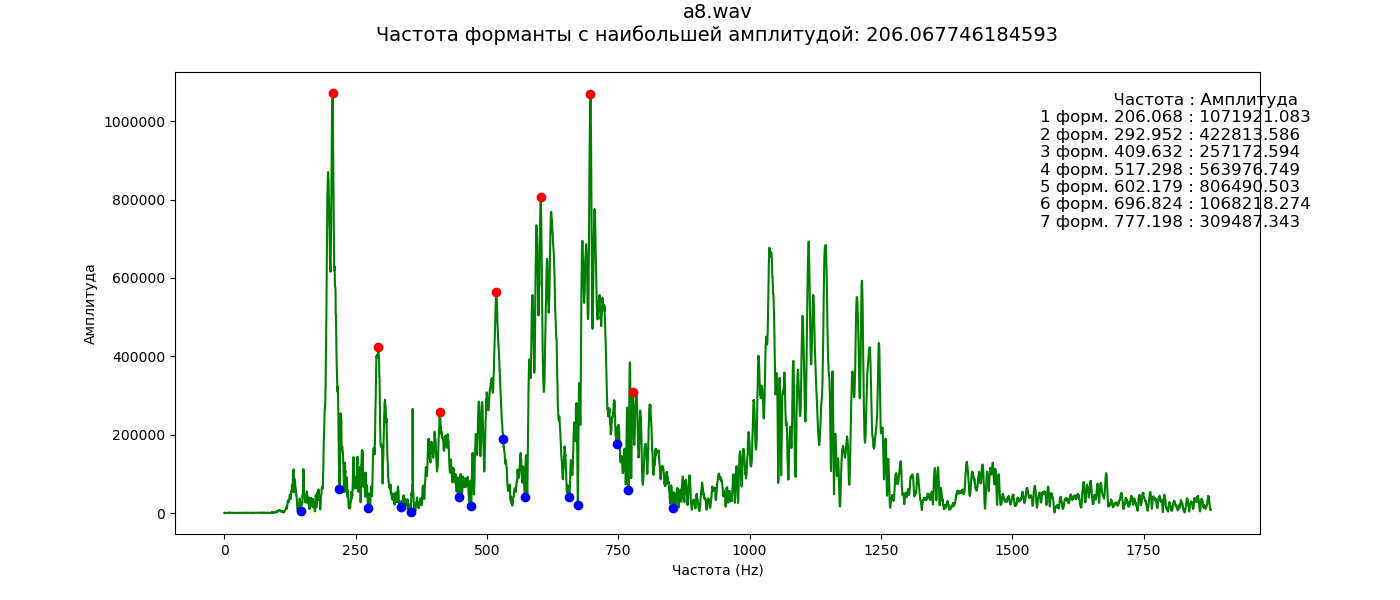 a8.wav
Частота форманты с наибольшей амплитудой: 206.067746184593
Частота : Амплитуда
1 форм. 206.068 : 1071921.083
2 форм. 292.952 : 422813.586
3 форм. 409.632 : 257172.594
4 форм. 517.298 : 563976.749
5 форм. 602.179 : 806490.503
6 форм. 696.824 : 1068218.274
7 форм. 777.198 : 309487.343
Амплитуда
1000000
800000
600000
400000
200000
0
0 250 500 750 1000 1250 1500 1750
Частота (Hz)